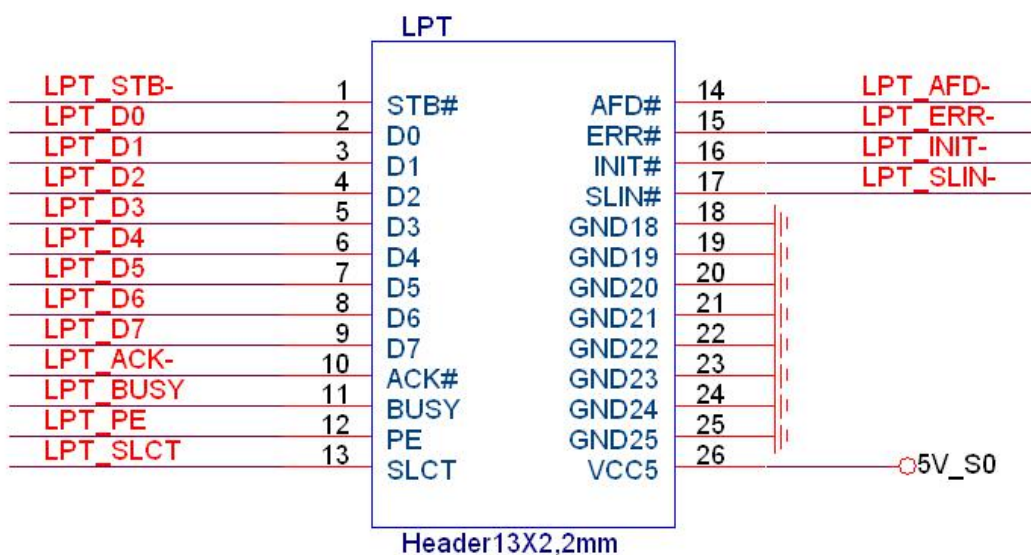 LPT
LPT_STB- 1 STB# AFD# 14 LPT_AFD-
LPT_D0 2 D0 ERR# 15 LPT_ERR-
LPT_D1 3 D1 INIT# 16 LPT_INIT-
LPT_D2 4 D2 SLIN# 17 LPT_SLIN-
LPT_D3 5 D3 GND18 18
LPT_D4 6 D4 GND19 19
LPT_D5 7 D5 GND20 20
LPT_D6 8 D6 GND21 21
LPT_D7 9 D7 GND22 22
LPT_ACK- 10 ACK# GND23 23
LPT_BUSY 11 BUSY GND24 24
LPT_PE 12 PE GND25 25
LPT_SLCT 13 SLCT VCC5 26 5V_S0
Header13X2,2mm